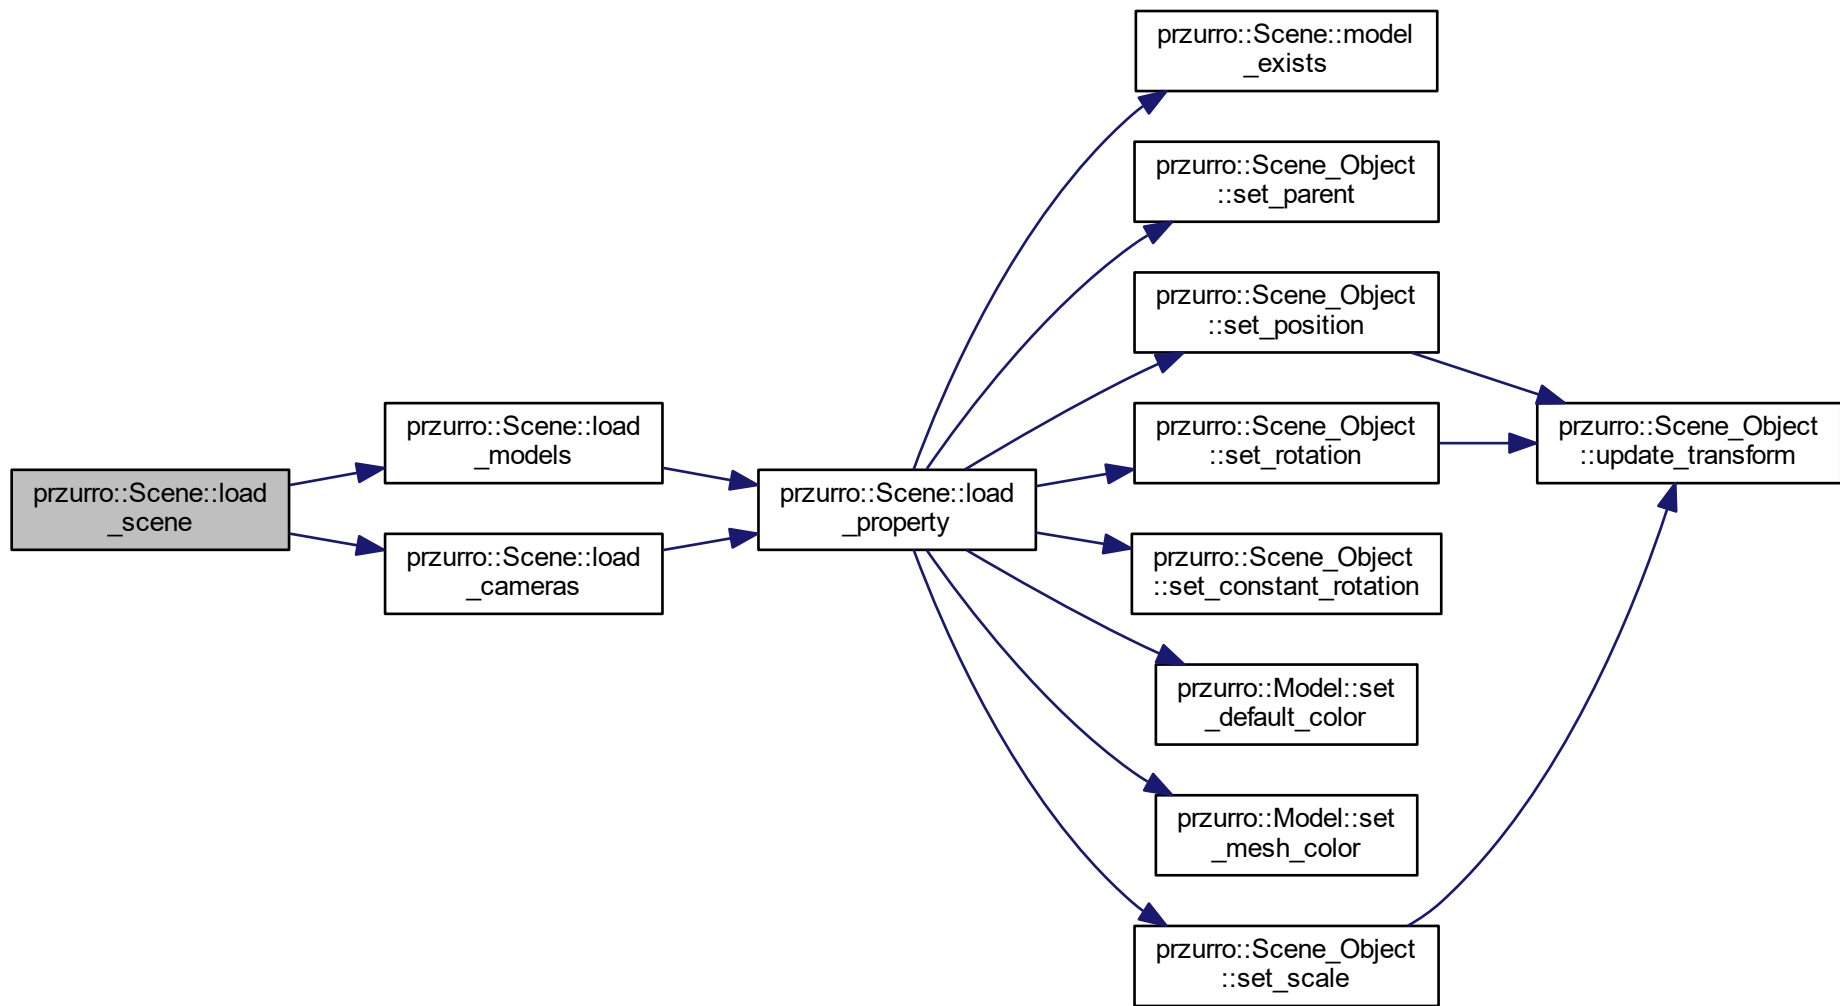 przurro::Scene::load
_scene
przurro::Scene::load
_models
przurro::Scene::load
_cameras
przurro::Scene::load
_property
przurro::Scene::model
_exists
przurro::Scene_Object
::set_parent
przurro::Scene_Object
::set_position
przurro::Scene_Object
::set_rotation
przurro::Scene_Object
::set_constant_rotation
przurro::Model::set
_default_color
przurro::Model::set
_mesh_color
przurro::Scene_Object
::set_scale
przurro::Scene_Object
::update_transform